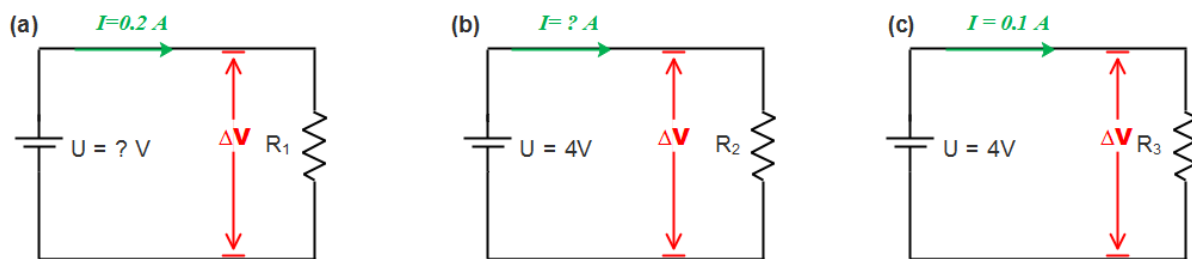 (a) I=0.2 A
U = ? V ΔV R₁
(b) I= ? A
U = 4V ΔV R₂
(c) I = 0.1 A
U = 4V ΔV R₃